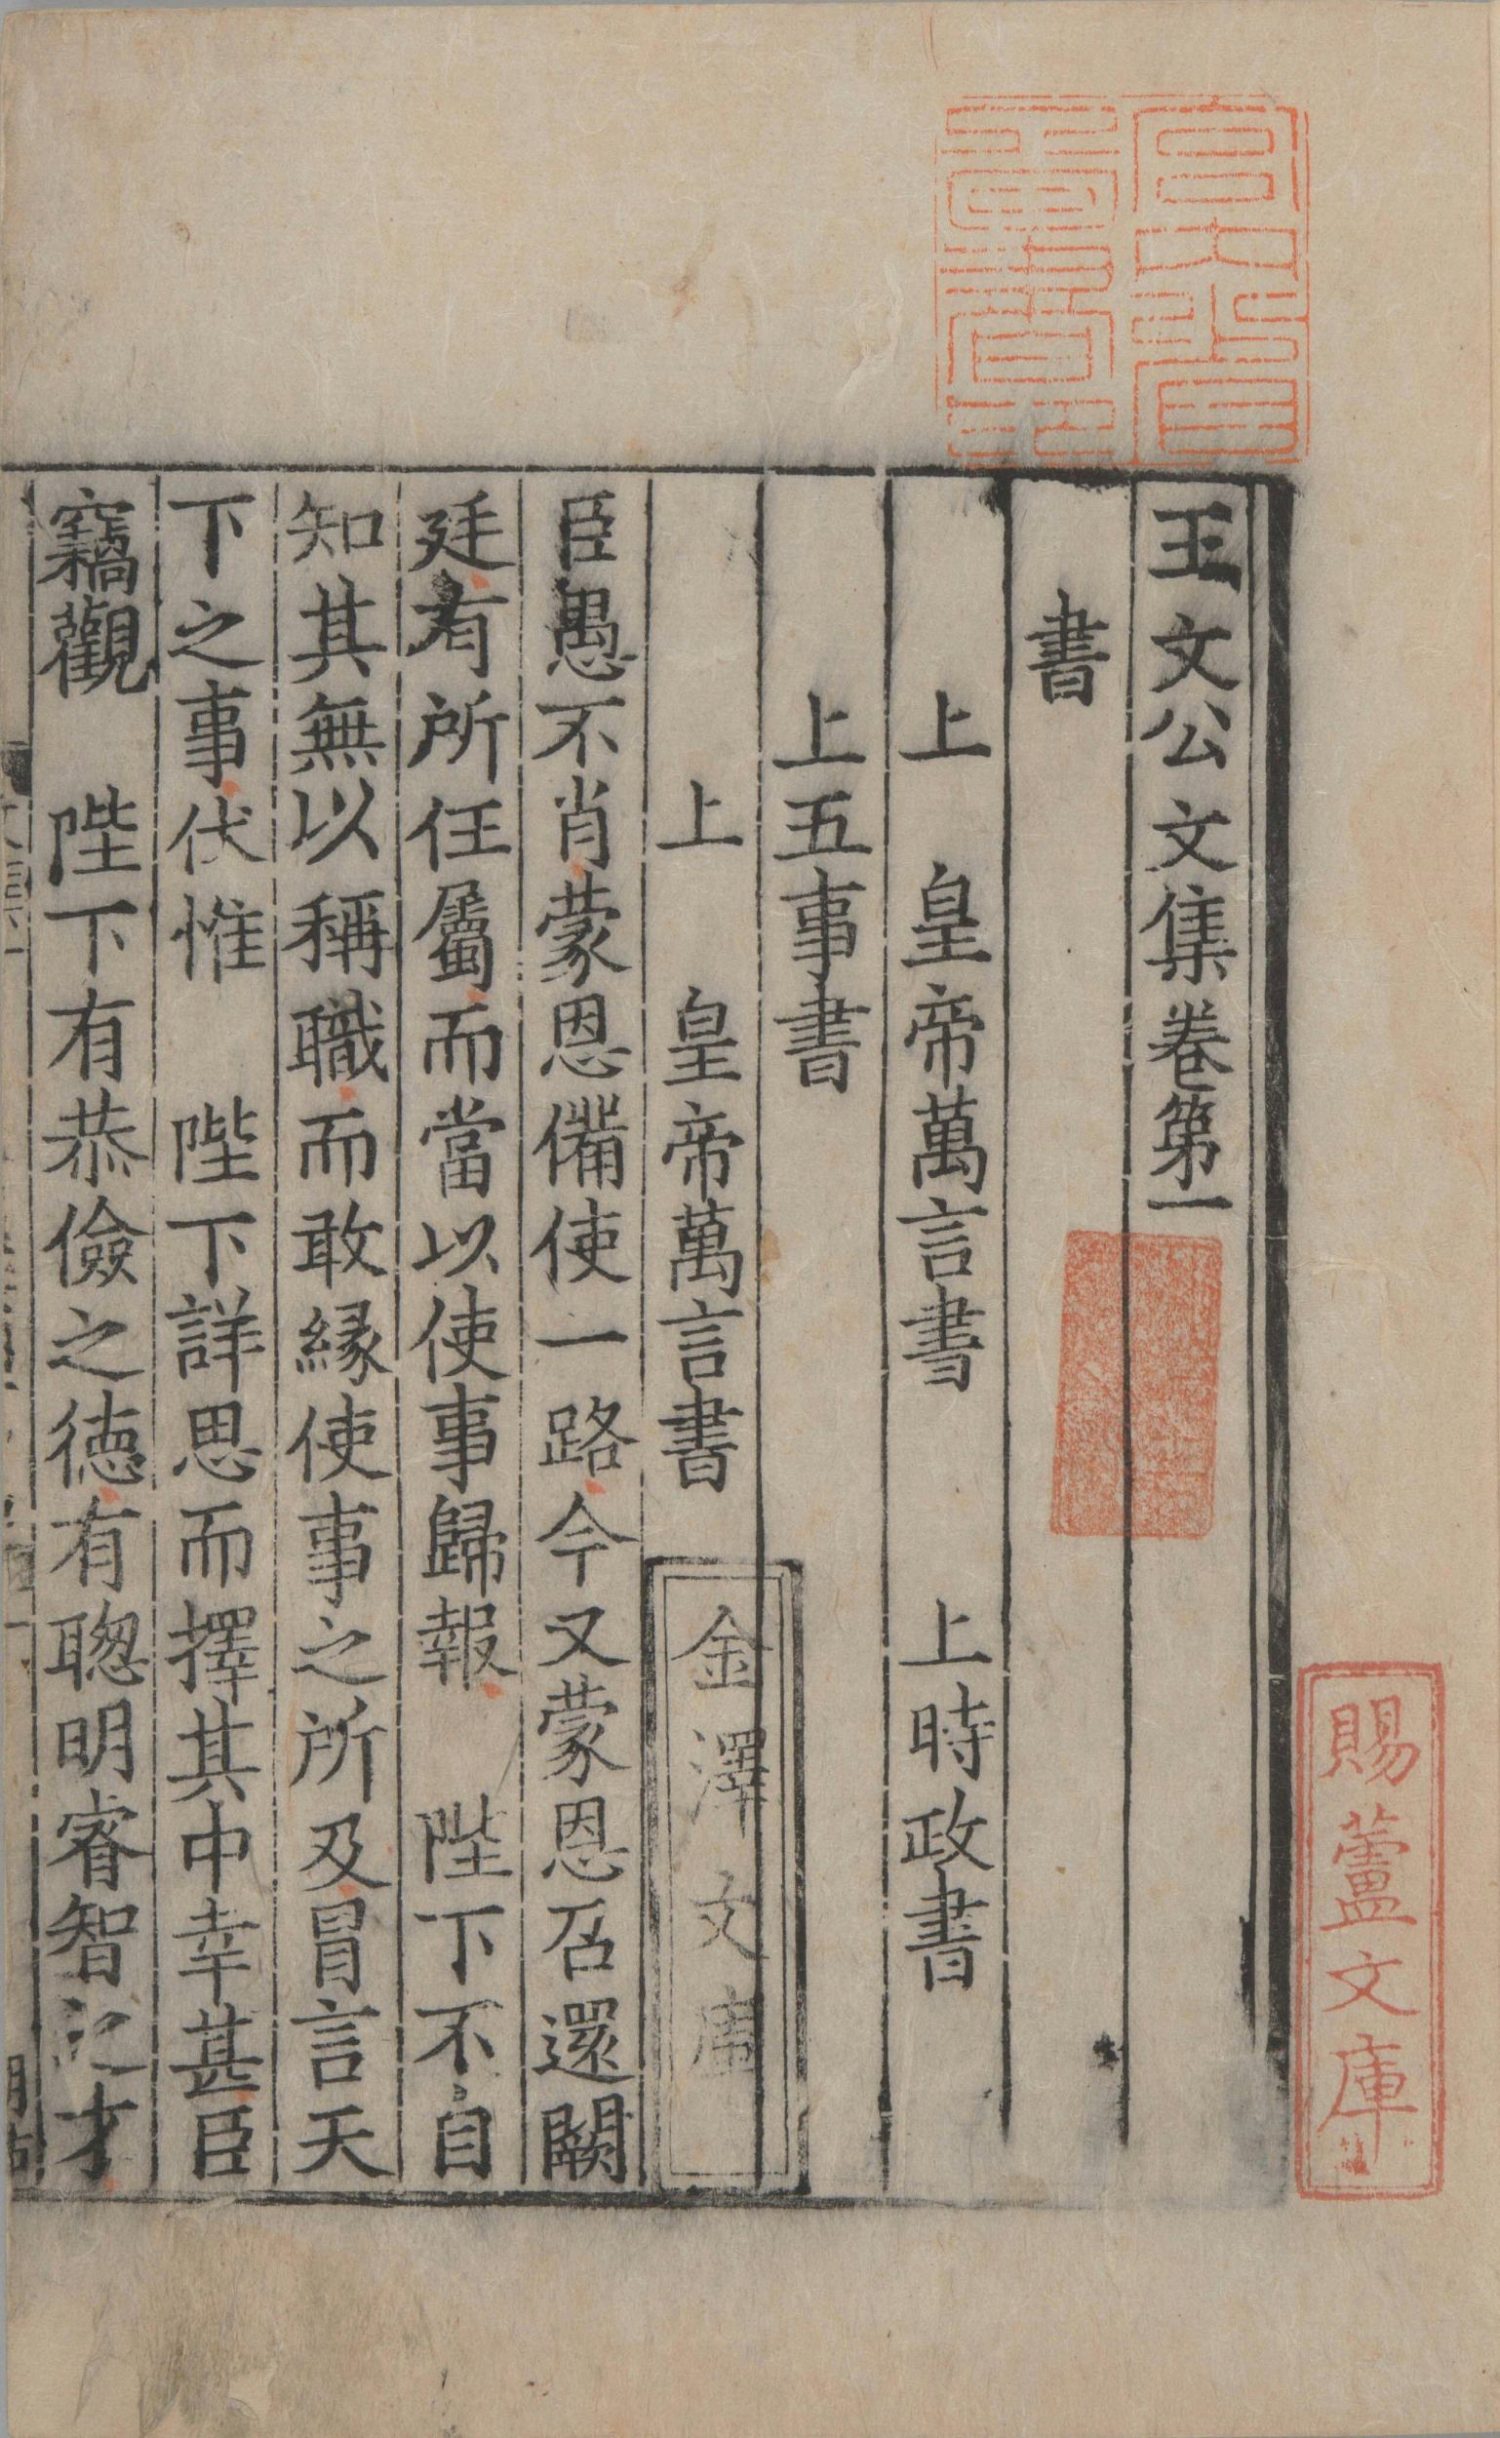 王文公文集卷第一
書
上　皇帝萬言書　上時政書
上五事書
上　皇帝萬言書
臣愚不肖蒙恩備使一路今又蒙恩召還闕
廷有所任屬而當以使事歸報　陛下不自
知其無以稱職而敢緣使事之所及冒言天
下之事伏惟　陛下詳思而擇其中幸甚臣
竊觀　陛下有恭儉之德有聦明睿智之才
金澤文庫
賜蘆文庫